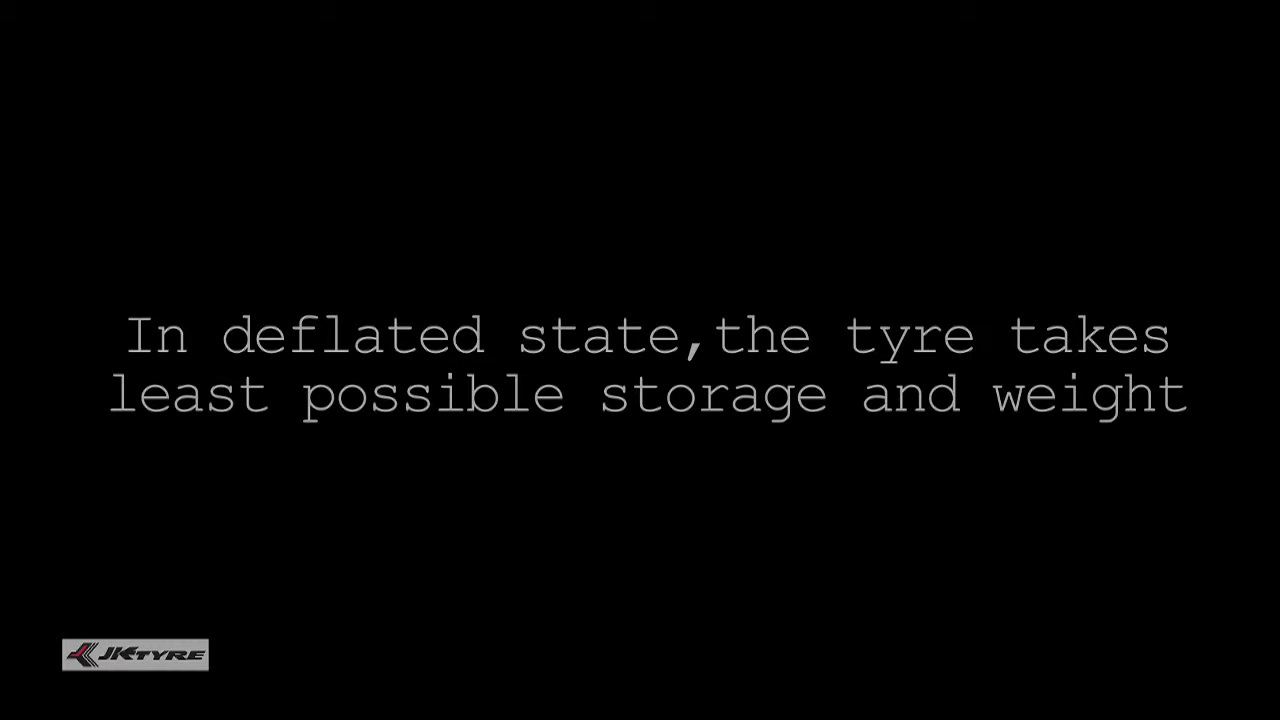 In deflated state,the tyre takes
least possible storage and weight
JK TYRE